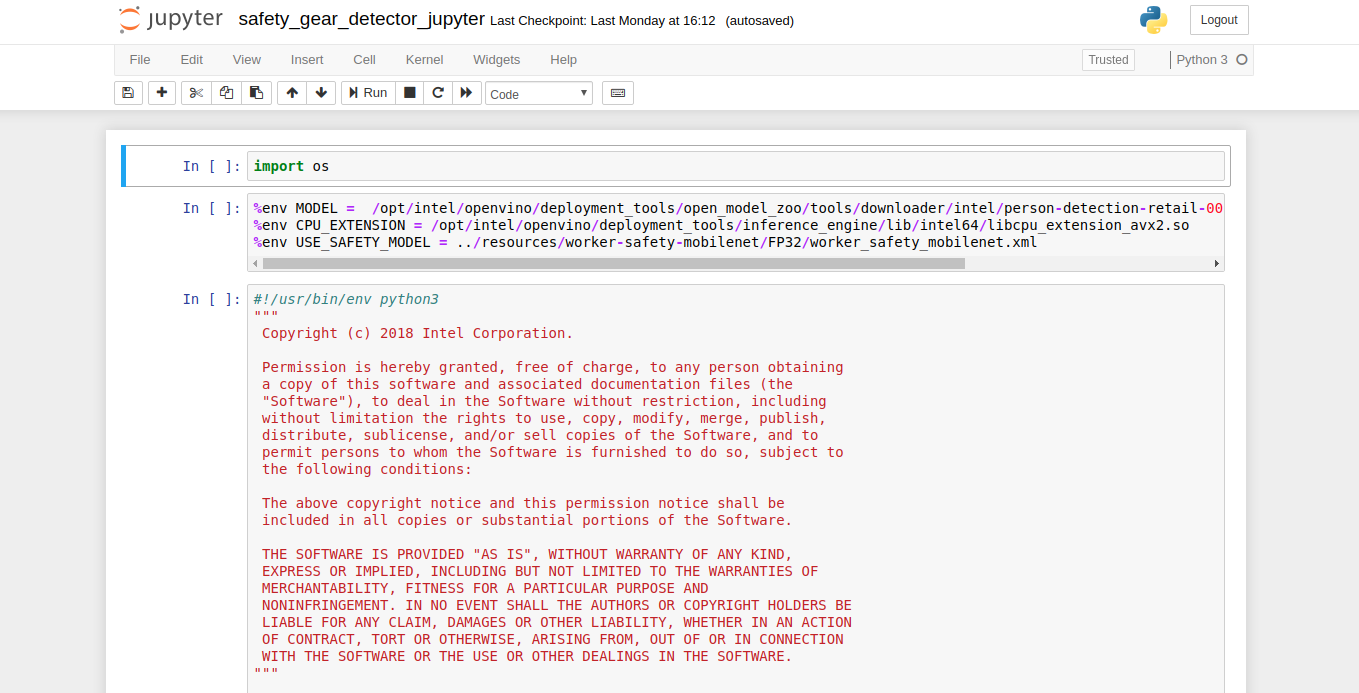 jupyter safety_gear_detector_jupyter Last Checkpoint: Last Monday at 16:12 (autosaved) Logout
File Edit View Insert Cell Kernel Widgets Help Trusted Python 3
Run Code
In [ ]: import os
In [ ]: %env MODEL =  /opt/intel/openvino/deployment_tools/open_model_zoo/tools/downloader/intel/person-detection-retail-00
%env CPU_EXTENSION = /opt/intel/openvino/deployment_tools/inference_engine/lib/intel64/libcpu_extension_avx2.so
%env USE_SAFETY_MODEL = ../resources/worker-safety-mobilenet/FP32/worker_safety_mobilenet.xml
In [ ]: #!/usr/bin/env python3
"""
Copyright (c) 2018 Intel Corporation.
Permission is hereby granted, free of charge, to any person obtaining
a copy of this software and associated documentation files (the
"Software"), to deal in the Software without restriction, including
without limitation the rights to use, copy, modify, merge, publish,
distribute, sublicense, and/or sell copies of the Software, and to
permit persons to whom the Software is furnished to do so, subject to
the following conditions:
The above copyright notice and this permission notice shall be
included in all copies or substantial portions of the Software.
THE SOFTWARE IS PROVIDED "AS IS", WITHOUT WARRANTY OF ANY KIND,
EXPRESS OR IMPLIED, INCLUDING BUT NOT LIMITED TO THE WARRANTIES OF
MERCHANTABILITY, FITNESS FOR A PARTICULAR PURPOSE AND
NONINFRINGEMENT. IN NO EVENT SHALL THE AUTHORS OR COPYRIGHT HOLDERS BE
LIABLE FOR ANY CLAIM, DAMAGES OR OTHER LIABILITY, WHETHER IN AN ACTION
OF CONTRACT, TORT OR OTHERWISE, ARISING FROM, OUT OF OR IN CONNECTION
WITH THE SOFTWARE OR THE USE OR OTHER DEALINGS IN THE SOFTWARE.
"""